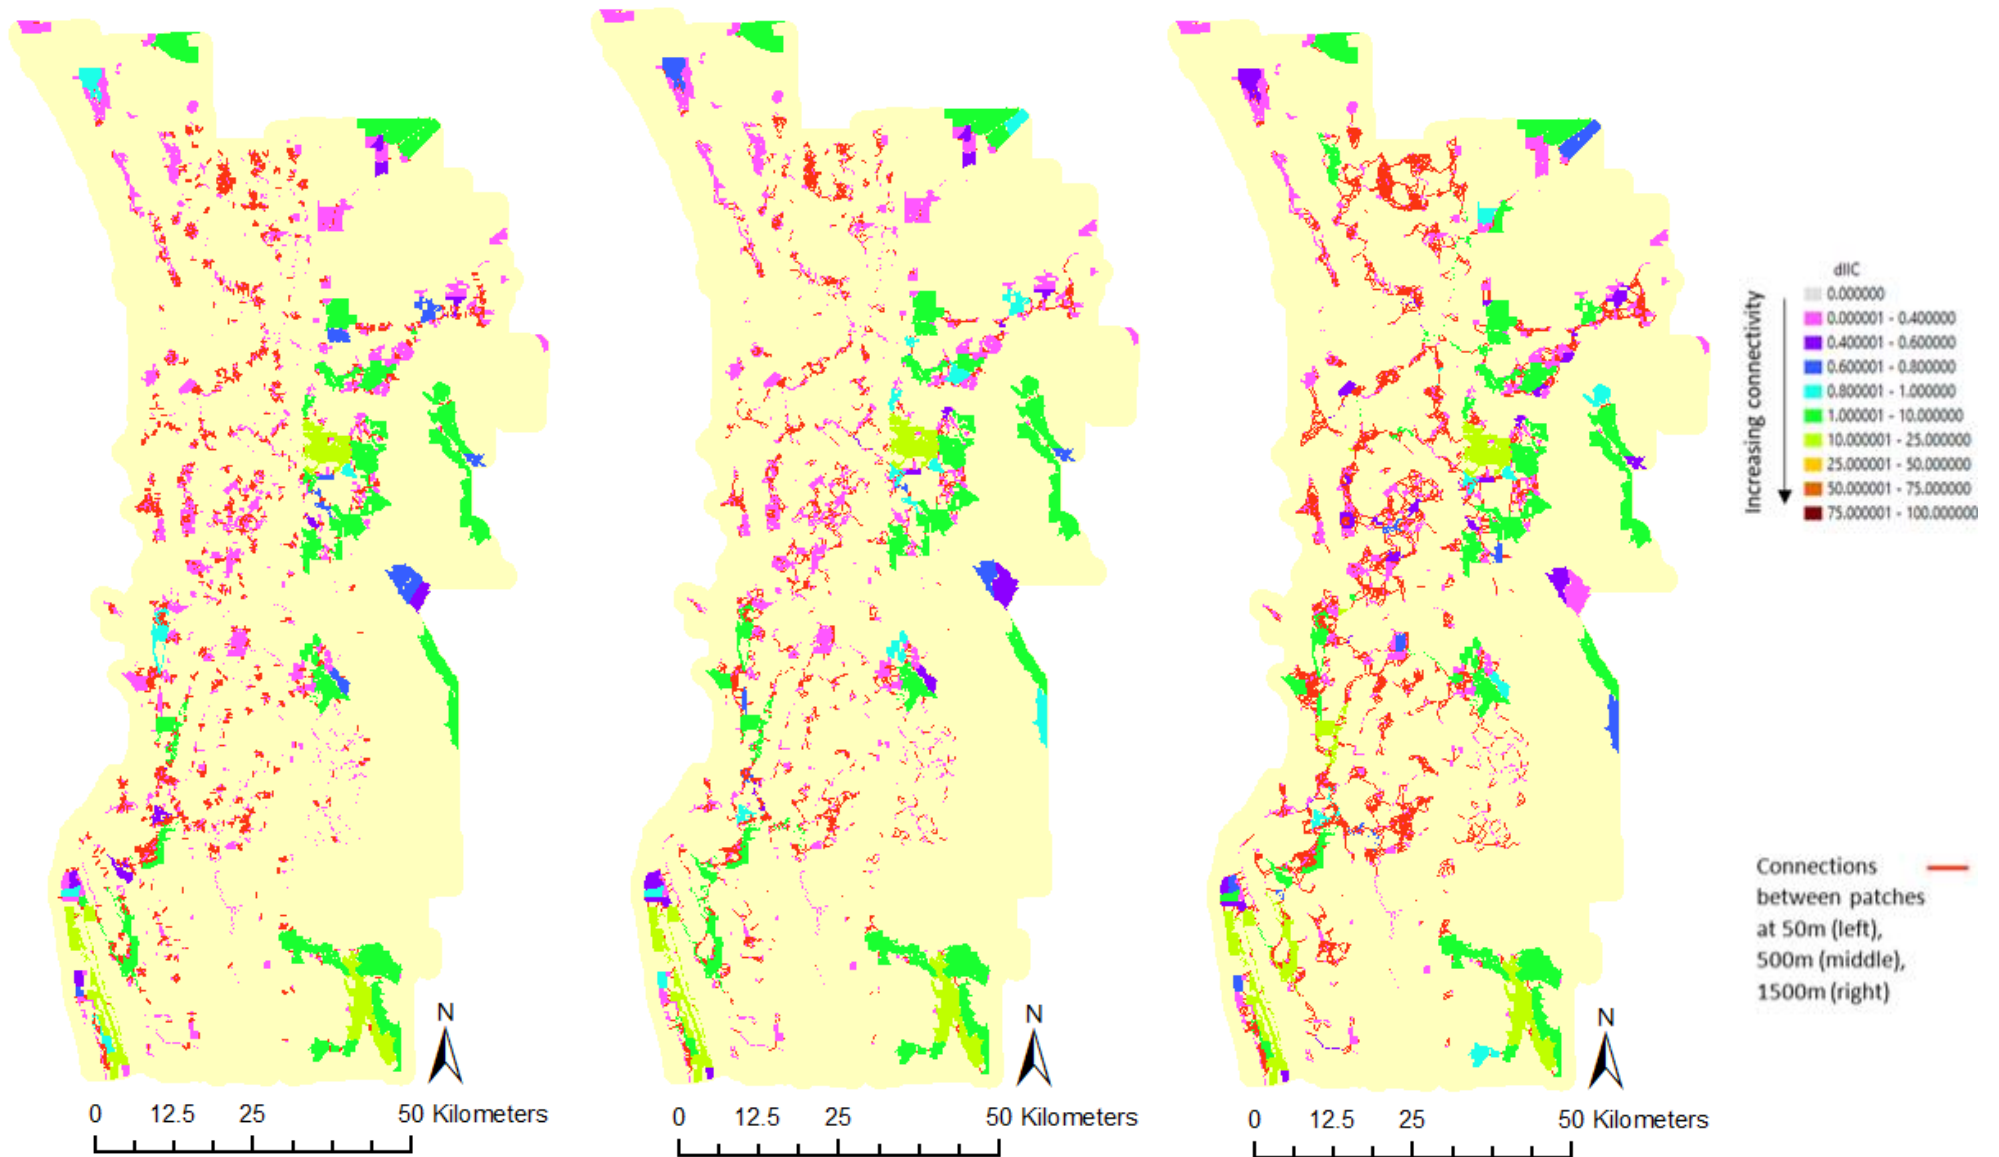 dIIC
0.000000
0.000001 - 0.400000
0.400001 - 0.600000
0.600001 - 0.800000
0.800001 - 1.000000
1.000001 - 10.000000
10.000001 - 25.000000
25.000001 - 50.000000
50.000001 - 75.000000
75.000001 - 100.000000
Increasing connectivity
Connections
between patches
at 50m (left),
500m (middle),
1500m (right)
N
N
N
0 12.5 25 50 Kilometers
0 12.5 25 50 Kilometers
0 12.5 25 50 Kilometers